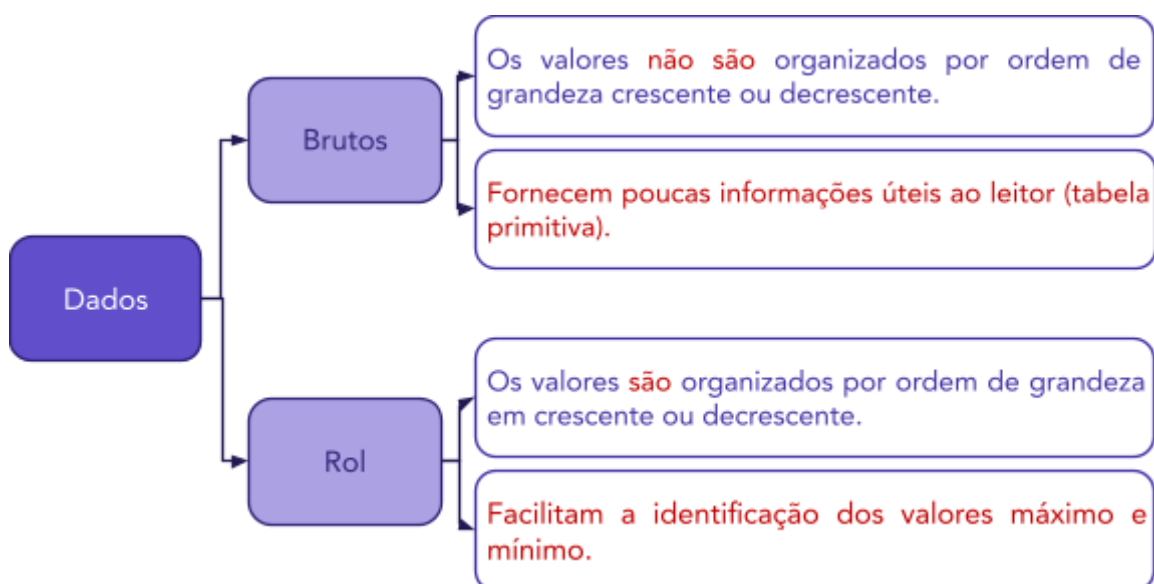 Os valores não são organizados por ordem de
grandeza crescente ou decrescente.
Brutos
Fornecem poucas informações úteis ao leitor (tabela
primitiva).
Dados
Os valores são organizados por ordem de grandeza
em crescente ou decrescente.
Rol
Facilitam a identificação dos valores máximo e
mínimo.